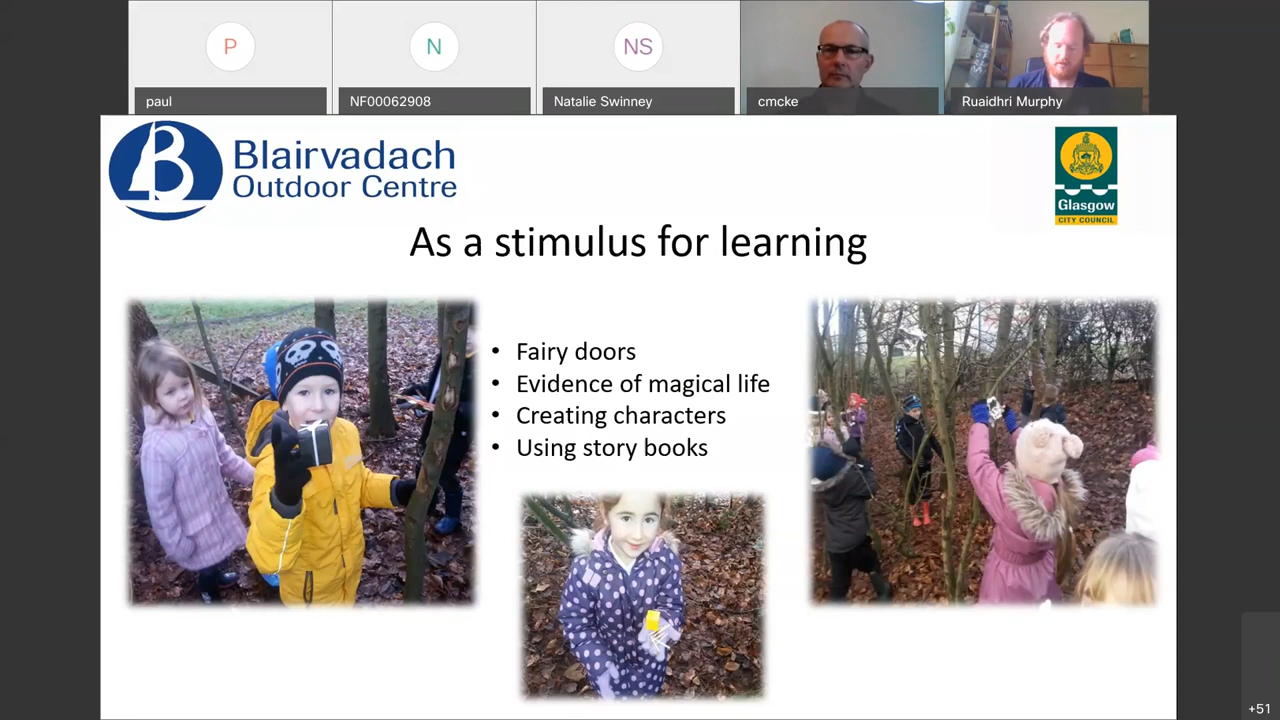 P
N
NS
paul
NF00062908
Natalie Swinney
cmcke
Ruaidhri Murphy
B
Blairvadach
Outdoor Centre
Glasgow
CITY COUNCIL
As a stimulus for learning
• Fairy doors
• Evidence of magical life
• Creating characters
• Using story books
+51